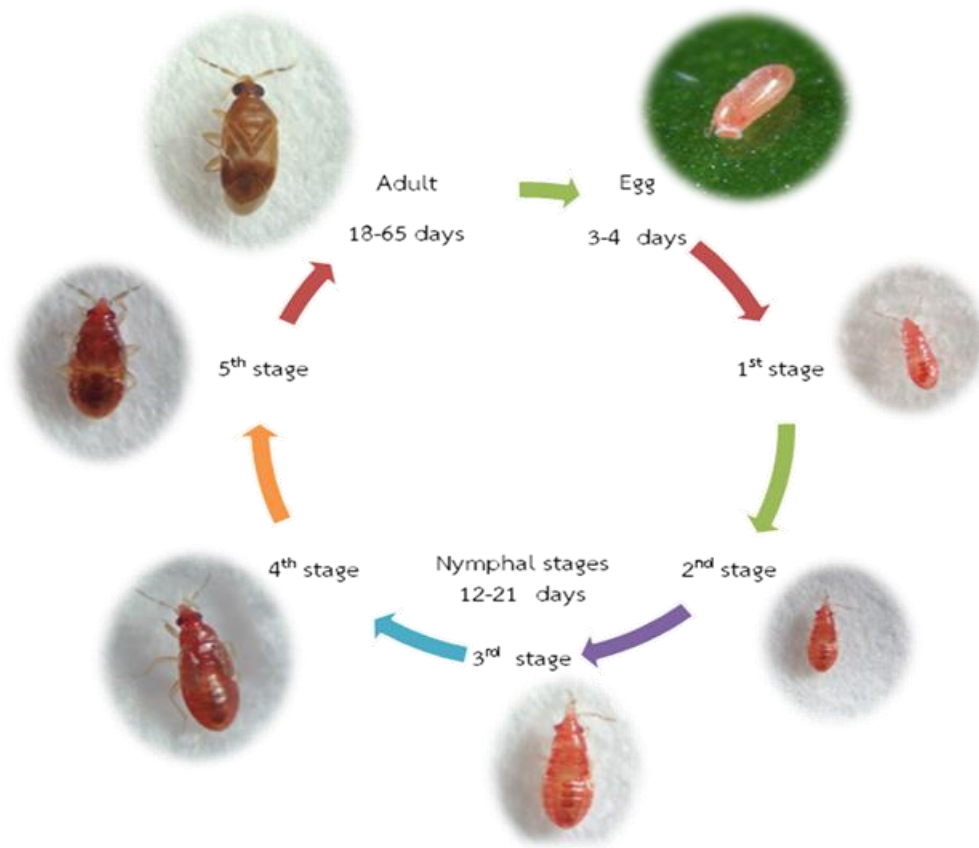 Adult
18-65 days
Egg
3-4 days
1st stage
2nd stage
Nymphal stages
12-21 days
3rd stage
4th stage
5th stage